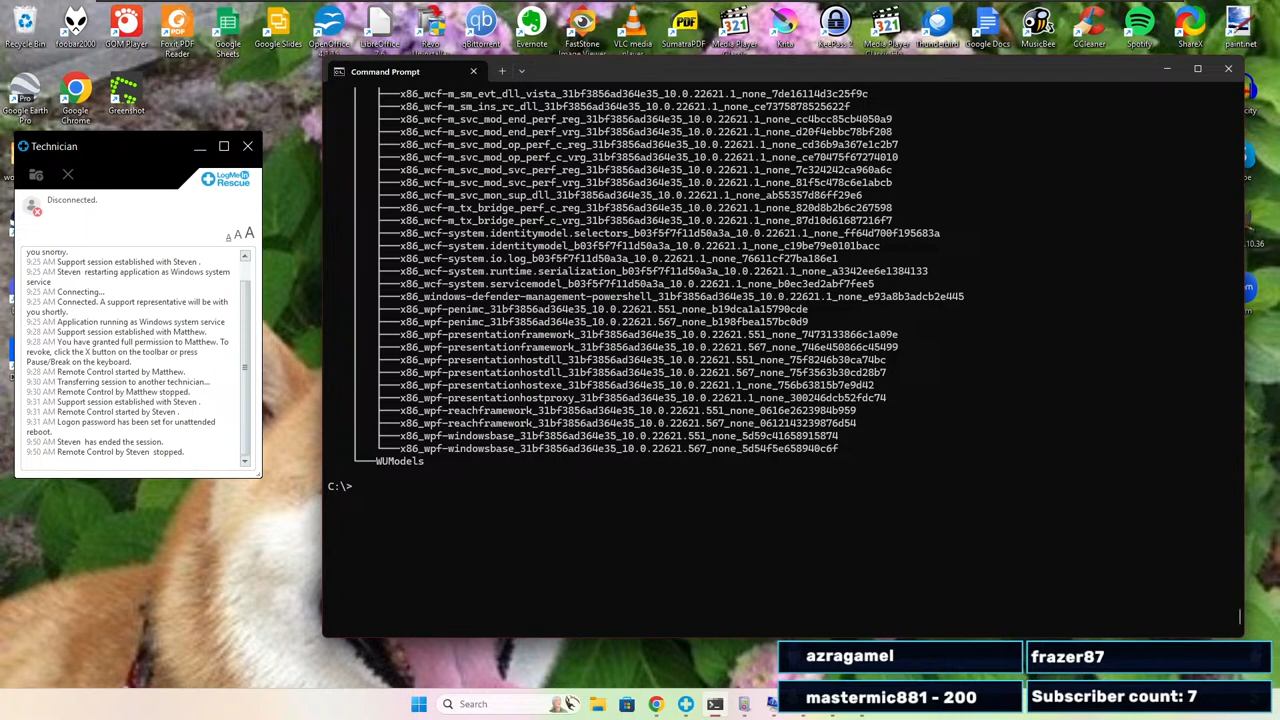 Recycle Bin
foobar2000
GOM Player
Foxit PDF Reader
Google Sheets
Google Slides
OpenOffice
LibreOffice
Revo
qBittorrent
Evernote
FastStone
VLC media player
SumatraPDF
Media Player
Krita
KeePass 2
Media Player
Thunderbird
Google Docs
MusicBee
CCleaner
Spotify
ShareX
paint.net
Google Earth Pro
Google Chrome
Greenshot
Technician
LogMeIn Rescue
Disconnected.
A A A
you shortly.
9:25 AM Support session established with Steven .
9:25 AM Steven  restarting application as Windows system service
9:25 AM Connecting...
9:25 AM Connected. A support representative will be with you shortly.
9:25 AM Application running as Windows system service
9:28 AM Support session established with Matthew.
9:28 AM You have granted full permission to Matthew. To revoke, click the X button on the toolbar or press Pause/Break on the keyboard.
9:28 AM Remote Control started by Matthew.
9:30 AM Transferring session to another technician...
9:30 AM Remote Control by Matthew stopped.
9:31 AM Support session established with Steven .
9:31 AM Remote Control started by Steven .
9:31 AM Logon password has been set for unattended reboot.
9:50 AM Steven  has ended the session.
9:50 AM Remote Control by Steven  stopped.
Command Prompt
x86_wcf-m_sm_evt_dll_vista_31bf3856ad364e35_10.0.22621.1_none_7de16114d3c25f9c
x86_wcf-m_sm_ins_rc_dll_31bf3856ad364e35_10.0.22621.1_none_ce7375878525622f
x86_wcf-m_svc_mod_end_perf_reg_31bf3856ad364e35_10.0.22621.1_none_cc4bcc85cb4050a9
x86_wcf-m_svc_mod_end_perf_vrg_31bf3856ad364e35_10.0.22621.1_none_d20f4ebbc78bf208
x86_wcf-m_svc_mod_op_perf_c_reg_31bf3856ad364e35_10.0.22621.1_none_cd36b9a367e1c2b7
x86_wcf-m_svc_mod_op_perf_c_vrg_31bf3856ad364e35_10.0.22621.1_none_ce70475f67274010
x86_wcf-m_svc_mod_svc_perf_reg_31bf3856ad364e35_10.0.22621.1_none_7c324242ca960a6c
x86_wcf-m_svc_mod_svc_perf_vrg_31bf3856ad364e35_10.0.22621.1_none_81f5c478c6e1abcb
x86_wcf-m_svc_mon_sup_dll_31bf3856ad364e35_10.0.22621.1_none_ab55357d86ff29e6
x86_wcf-m_tx_bridge_perf_c_reg_31bf3856ad364e35_10.0.22621.1_none_820d8b2b6c267598
x86_wcf-m_tx_bridge_perf_c_vrg_31bf3856ad364e35_10.0.22621.1_none_87d10d61687216f7
x86_wcf-system.identitymodel.selectors_b03f5f7f11d50a3a_10.0.22621.1_none_ff64d700f195683a
x86_wcf-system.identitymodel_b03f5f7f11d50a3a_10.0.22621.1_none_c19be79e0101bacc
x86_wcf-system.io.log_b03f5f7f11d50a3a_10.0.22621.1_none_76611cf27ba186e1
x86_wcf-system.runtime.serialization_b03f5f7f11d50a3a_10.0.22621.1_none_a3342ee6e1384133
x86_wcf-system.servicemodel_b03f5f7f11d50a3a_10.0.22621.1_none_b0ec3ed2abf7fee5
x86_windows-defender-management-powershell_31bf3856ad364e35_10.0.22621.1_none_e93a8b3adcb2e445
x86_wpf-penimc_31bf3856ad364e35_10.0.22621.551_none_b19dca1a15790cde
x86_wpf-penimc_31bf3856ad364e35_10.0.22621.567_none_b198fbea157bc0d9
x86_wpf-presentationframework_31bf3856ad364e35_10.0.22621.551_none_7473133866c1a09e
x86_wpf-presentationframework_31bf3856ad364e35_10.0.22621.567_none_746e450866c45499
x86_wpf-presentationhostdll_31bf3856ad364e35_10.0.22621.551_none_75f8246b30ca74bc
x86_wpf-presentationhostdll_31bf3856ad364e35_10.0.22621.567_none_75f3563b30cd28b7
x86_wpf-presentationhostexe_31bf3856ad364e35_10.0.22621.1_none_756b63815b7e9d42
x86_wpf-presentationhostproxy_31bf3856ad364e35_10.0.22621.1_none_300246dcb52fdc74
x86_wpf-reachframework_31bf3856ad364e35_10.0.22621.551_none_0616e2623984b959
x86_wpf-reachframework_31bf3856ad364e35_10.0.22621.567_none_0612143239876d54
x86_wpf-windowsbase_31bf3856ad364e35_10.0.22621.551_none_5d59c41658915874
x86_wpf-windowsbase_31bf3856ad364e35_10.0.22621.567_none_5d54f5e658940c6f
WUModels
C:\>
azragamel
frazer87
mastermic881 - 200
Subscriber count: 7
Search